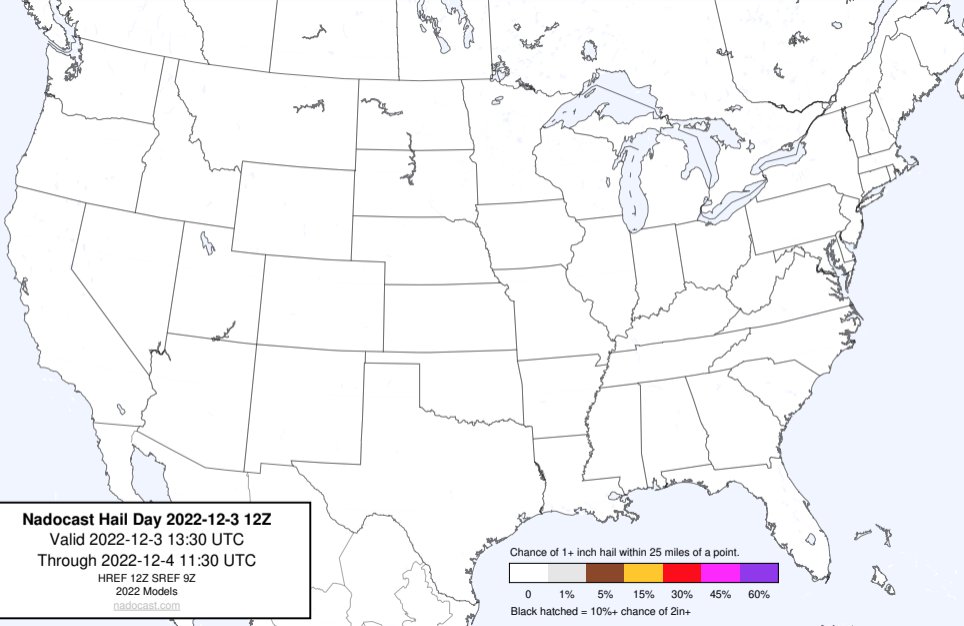 Nadocast Hail Day 2022-12-3 12Z
Valid 2022-12-3 13:30 UTC
Through 2022-12-4 11:30 UTC
HREF 12Z SREF 9Z
2022 Models
nadocast.com
Chance of 1+ inch hail within 25 miles of a point.
0 1% 5% 15% 30% 45% 60%
Black hatched = 10%+ chance of 2in+